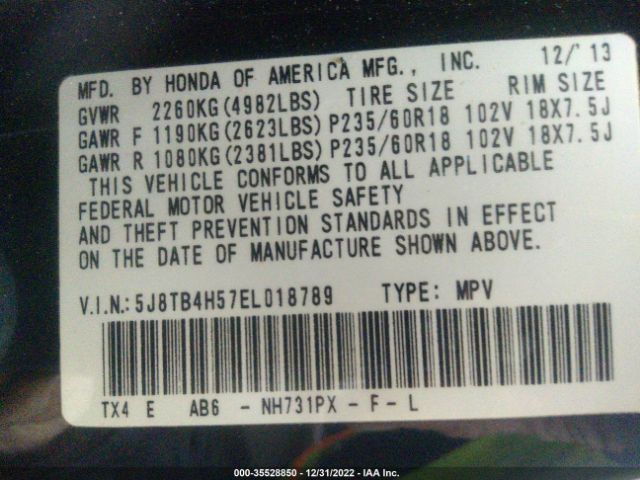 MFD. BY HONDA OF AMERICA MFG., INC. 12/13
GVWR 2260KG(4982LBS) TIRE SIZE RIM SIZE
GAWR F 1190KG(2623LBS) P235/60R18 102V 18X7.5J
GAWR R 1080KG(2381LBS) P235/60R18 102V 18X7.5J
THIS VEHICLE CONFORMS TO ALL APPLICABLE
FEDERAL MOTOR VEHICLE SAFETY
AND THEFT PREVENTION STANDARDS IN EFFECT
ON THE DATE OF MANUFACTURE SHOWN ABOVE.
V.I.N.:5J8TB4H57EL018789 TYPE: MPV
TX4 E AB6 - NH731PX - F - L
000-35528850 - 12/31/2022 - IAA Inc.